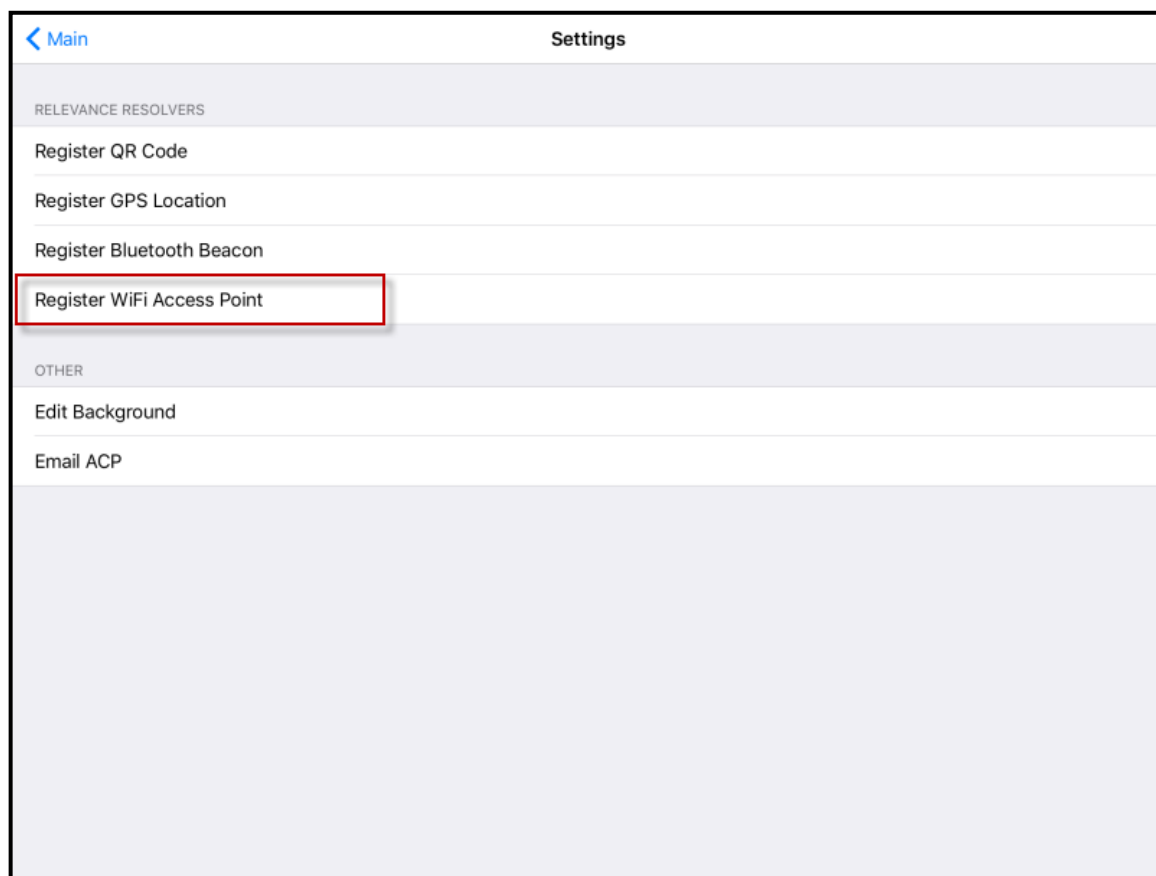 Main
Settings
RELEVANCE RESOLVERS
Register QR Code
Register GPS Location
Register Bluetooth Beacon
Register WiFi Access Point
OTHER
Edit Background
Email ACP